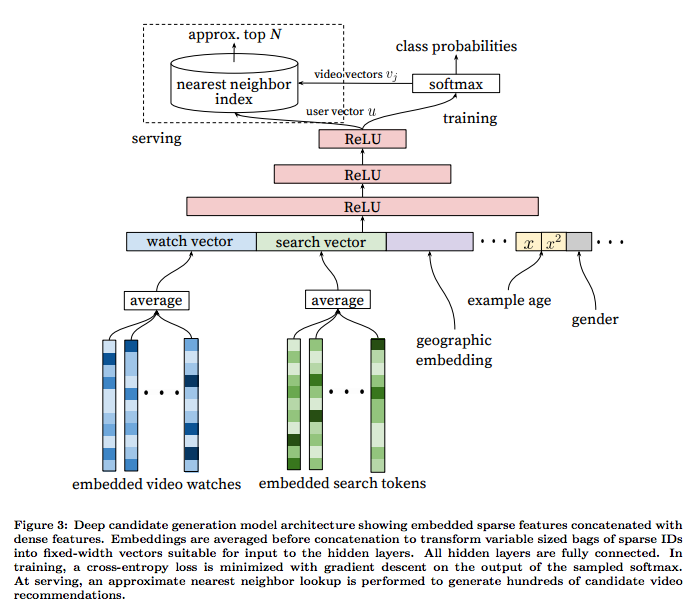 approx. top N
class probabilities
nearest neighbor
index
video vectors vⱼ
softmax
user vector u
training
serving
ReLU
ReLU
ReLU
watch vector
search vector
• • •
x
x²
• • •
average
average
example age
gender
geographic
embedding
• • •
• • •
embedded video watches
embedded search tokens
Figure 3: Deep candidate generation model architecture showing embedded sparse features concatenated with
dense features. Embeddings are averaged before concatenation to transform variable sized bags of sparse IDs
into fixed-width vectors suitable for input to the hidden layers. All hidden layers are fully connected. In
training, a cross-entropy loss is minimized with gradient descent on the output of the sampled softmax.
At serving, an approximate nearest neighbor lookup is performed to generate hundreds of candidate video
recommendations.